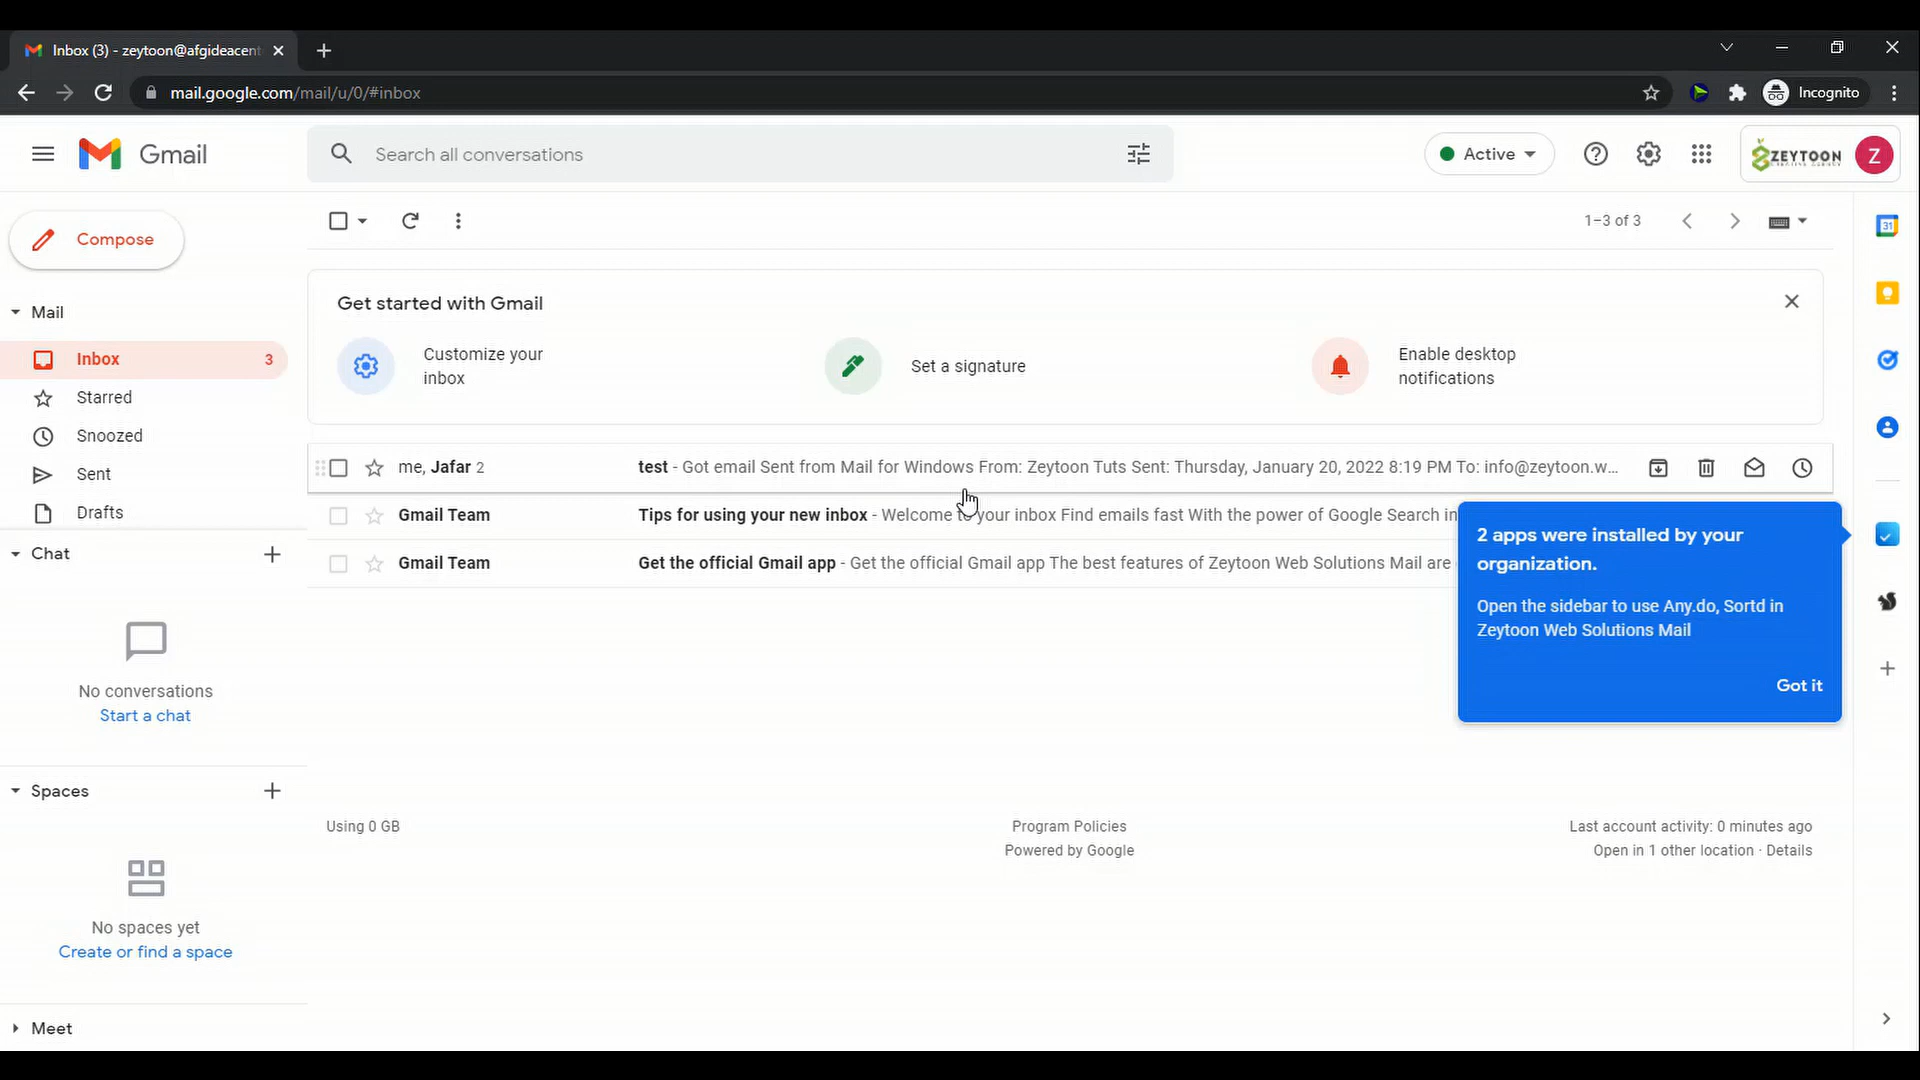 Inbox (3) - zeytoon@afgideacent
mail.google.com/mail/u/0/#inbox
Incognito
Gmail
Search all conversations
Active
ZEYTOON
Z
Compose
1–3 of 3
31
Get started with Gmail
Customize your
inbox
Set a signature
Enable desktop
notifications
Mail
Inbox 3
Starred
Snoozed
Sent
Drafts
me, Jafar 2 test - Got email Sent from Mail for Windows From: Zeytoon Tuts Sent: Thursday, January 20, 2022 8:19 PM To: info@zeytoon.w...
Gmail Team Tips for using your new inbox - Welcome to your inbox Find emails fast With the power of Google Search in
Gmail Team Get the official Gmail app - Get the official Gmail app The best features of Zeytoon Web Solutions Mail are
2 apps were installed by your
organization.
Open the sidebar to use Any.do, Sortd in
Zeytoon Web Solutions Mail
Got it
Chat
No conversations
Start a chat
Spaces
No spaces yet
Create or find a space
Meet
Using 0 GB
Program Policies
Powered by Google
Last account activity: 0 minutes ago
Open in 1 other location · Details